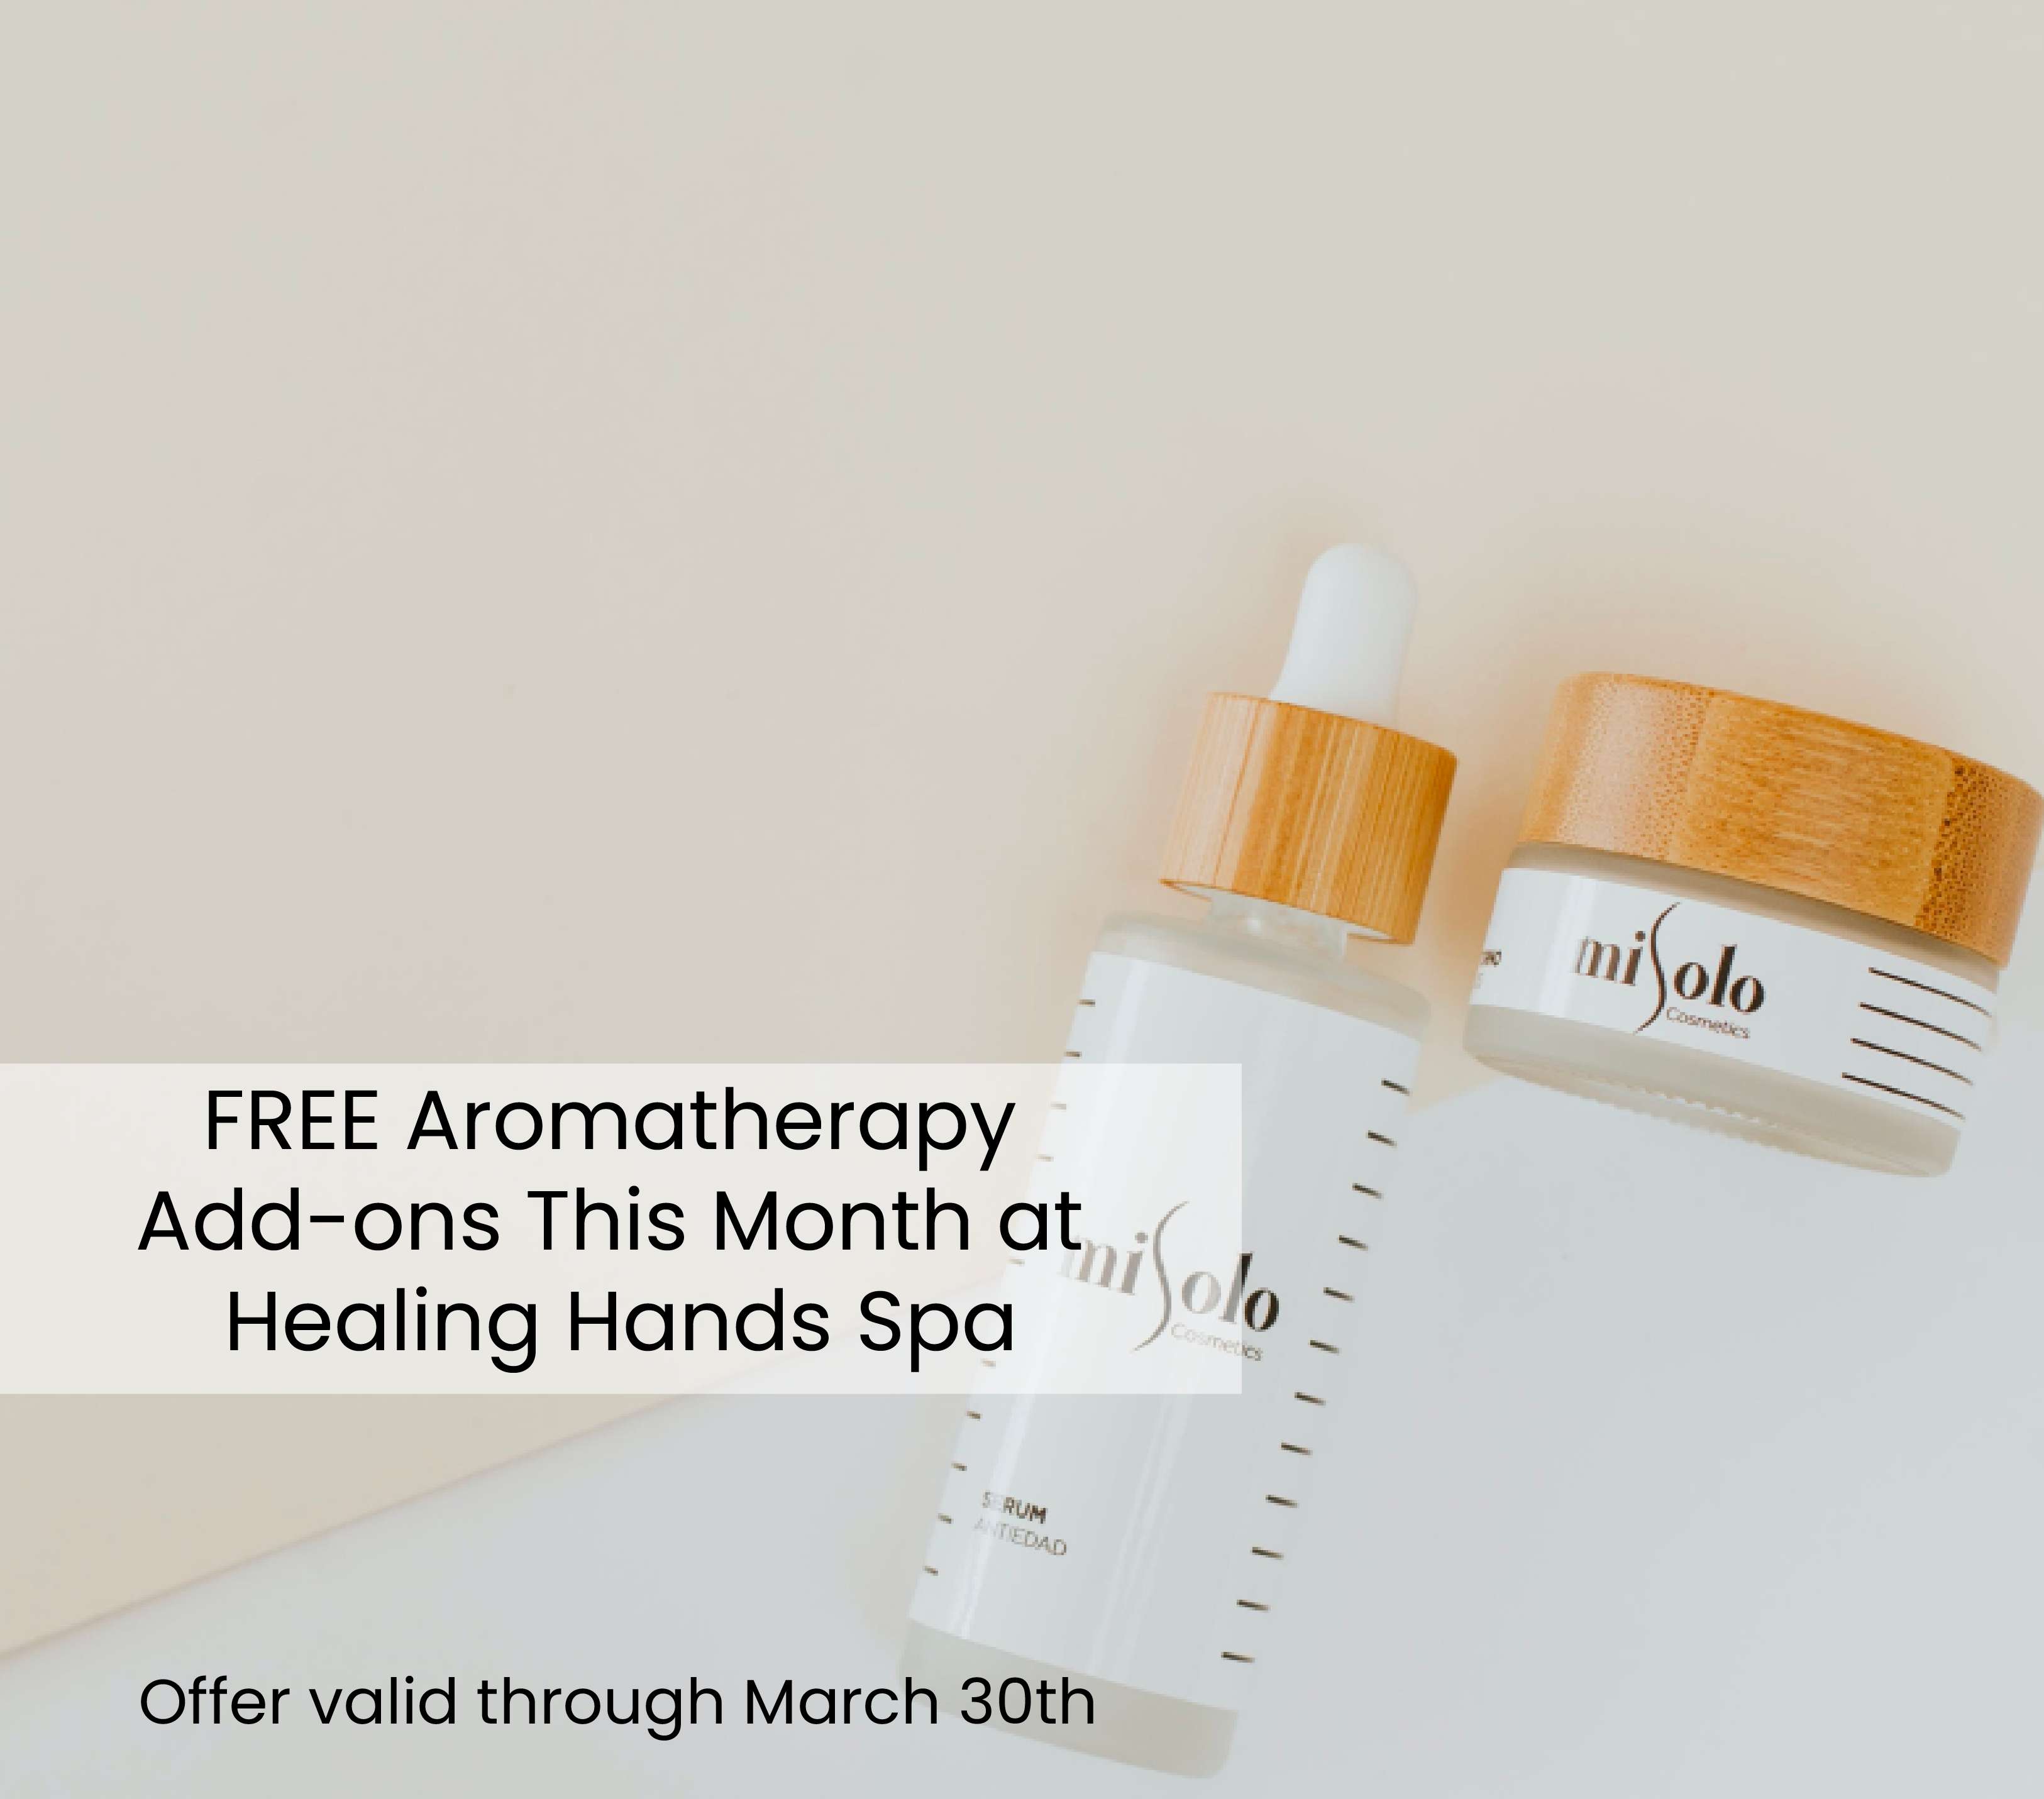 miSolo
Cosmetics
FREE Aromatherapy
Add-ons This Month at
Healing Hands Spa
miSolo
Cosmetics
SERUM
ANTIEDAD
Offer valid through March 30th